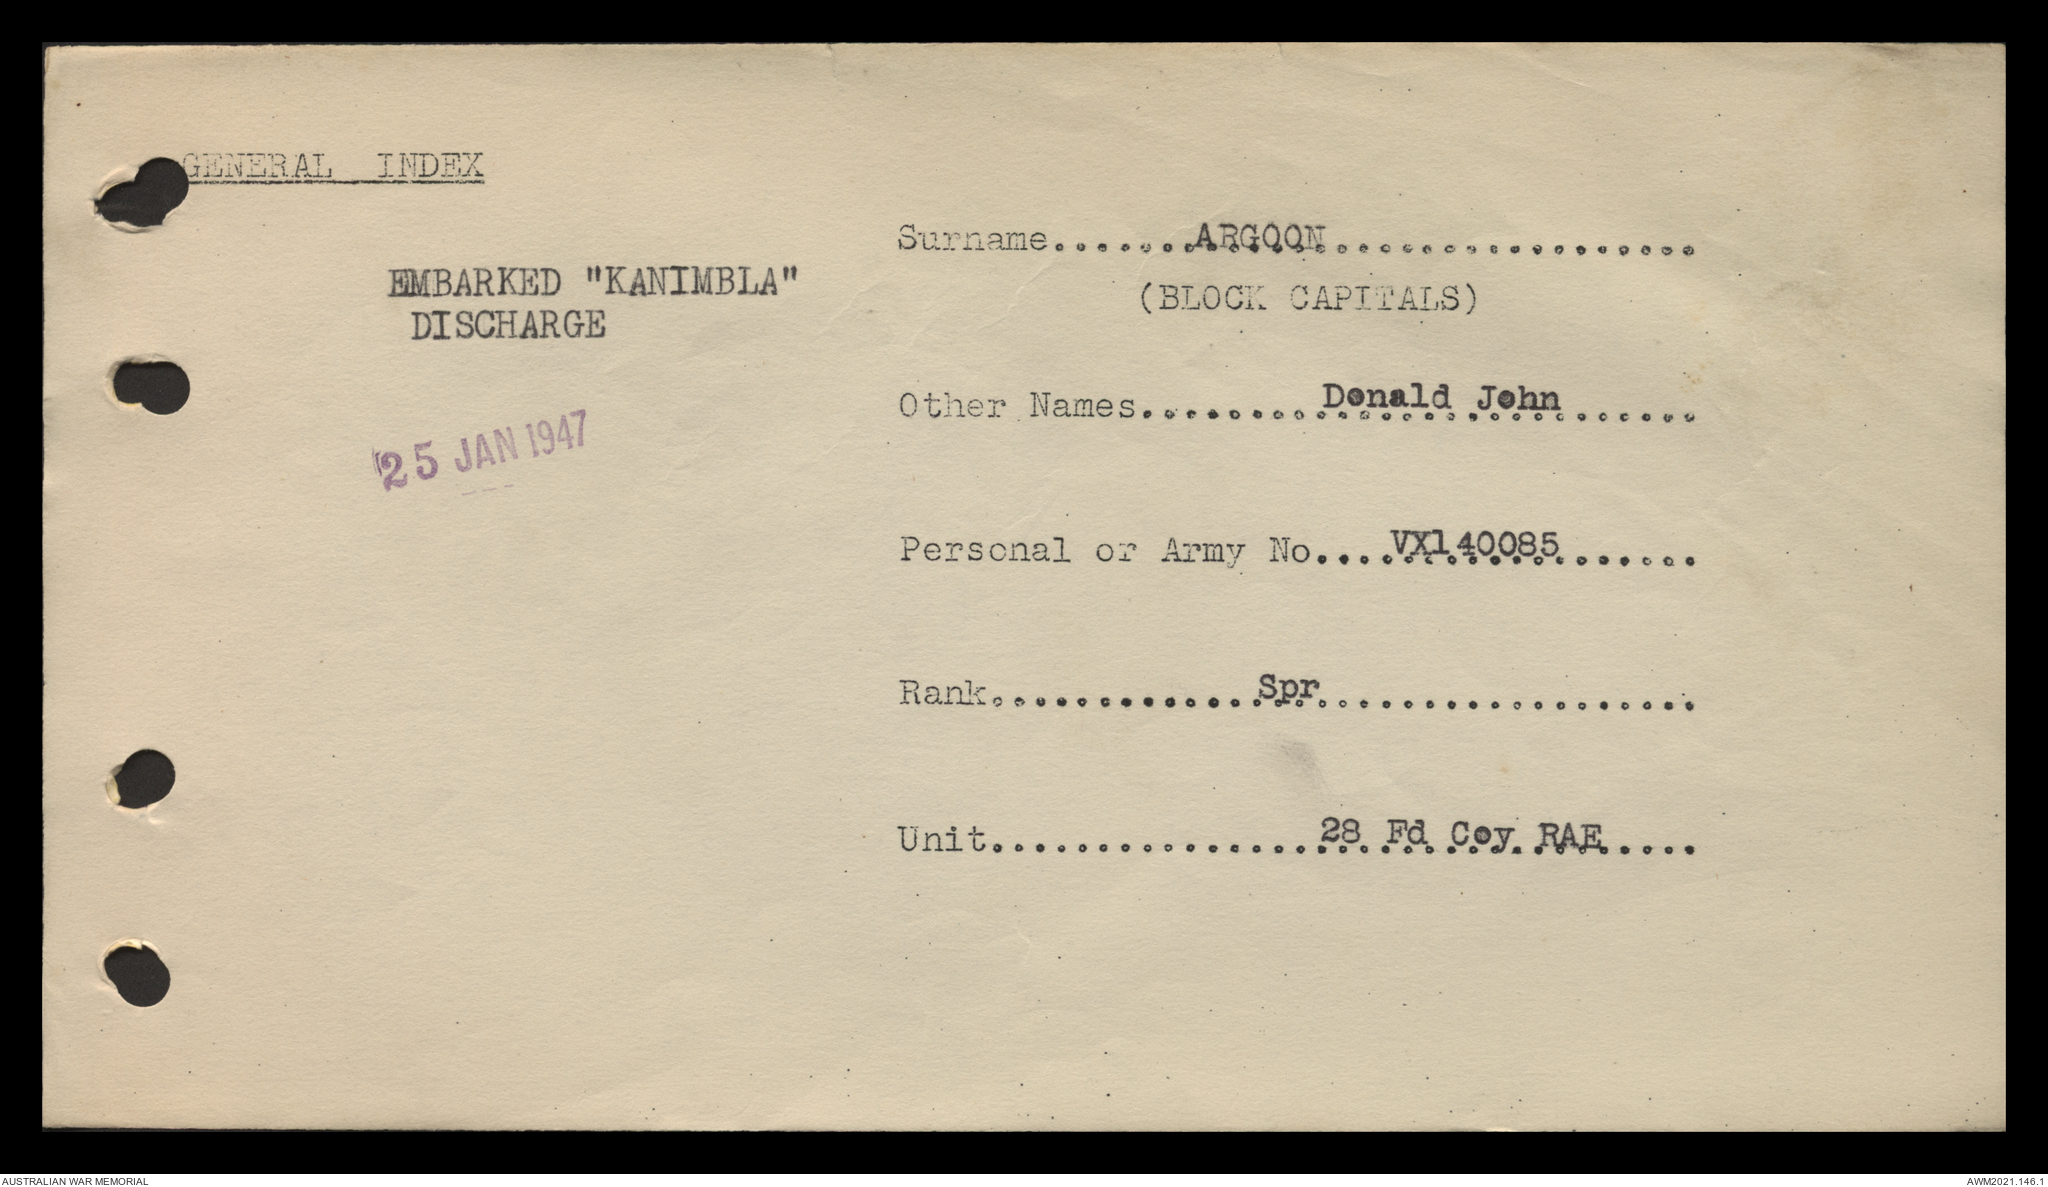 GENERAL INDEX
EMBARKED "KANIMBLA"
DISCHARGE
25 JAN 1947
Surname.......ARGOON.................
(BLOCK CAPITALS)
Other Names.........Donald John......
Personal or Army No....VX140085......
Rank............Spr..................
Unit...............28 Fd Coy RAE.....
AUSTRALIAN WAR MEMORIAL
AWM2021.146.1